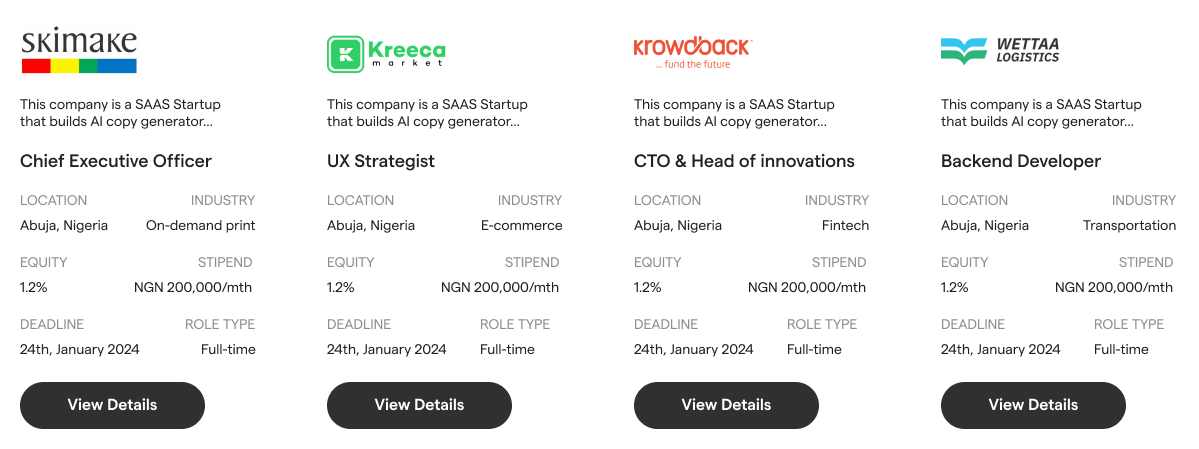 skimake
This company is a SAAS Startup
that builds AI copy generator...
Chief Executive Officer
LOCATION INDUSTRY
Abuja, Nigeria On-demand print
EQUITY STIPEND
1.2% NGN 200,000/mth
DEADLINE ROLE TYPE
24th, January 2024 Full-time
View Details
Kreeca
market
This company is a SAAS Startup
that builds AI copy generator...
UX Strategist
LOCATION INDUSTRY
Abuja, Nigeria E-commerce
EQUITY STIPEND
1.2% NGN 200,000/mth
DEADLINE ROLE TYPE
24th, January 2024 Full-time
View Details
krowdback
... fund the future
This company is a SAAS Startup
that builds AI copy generator...
CTO & Head of innovations
LOCATION INDUSTRY
Abuja, Nigeria Fintech
EQUITY STIPEND
1.2% NGN 200,000/mth
DEADLINE ROLE TYPE
24th, January 2024 Full-time
View Details
WETTAA
LOGISTICS
This company is a SAAS Startup
that builds AI copy generator...
Backend Developer
LOCATION INDUSTRY
Abuja, Nigeria Transportation
EQUITY STIPEND
1.2% NGN 200,000/mth
DEADLINE ROLE TYPE
24th, January 2024 Full-time
View Details